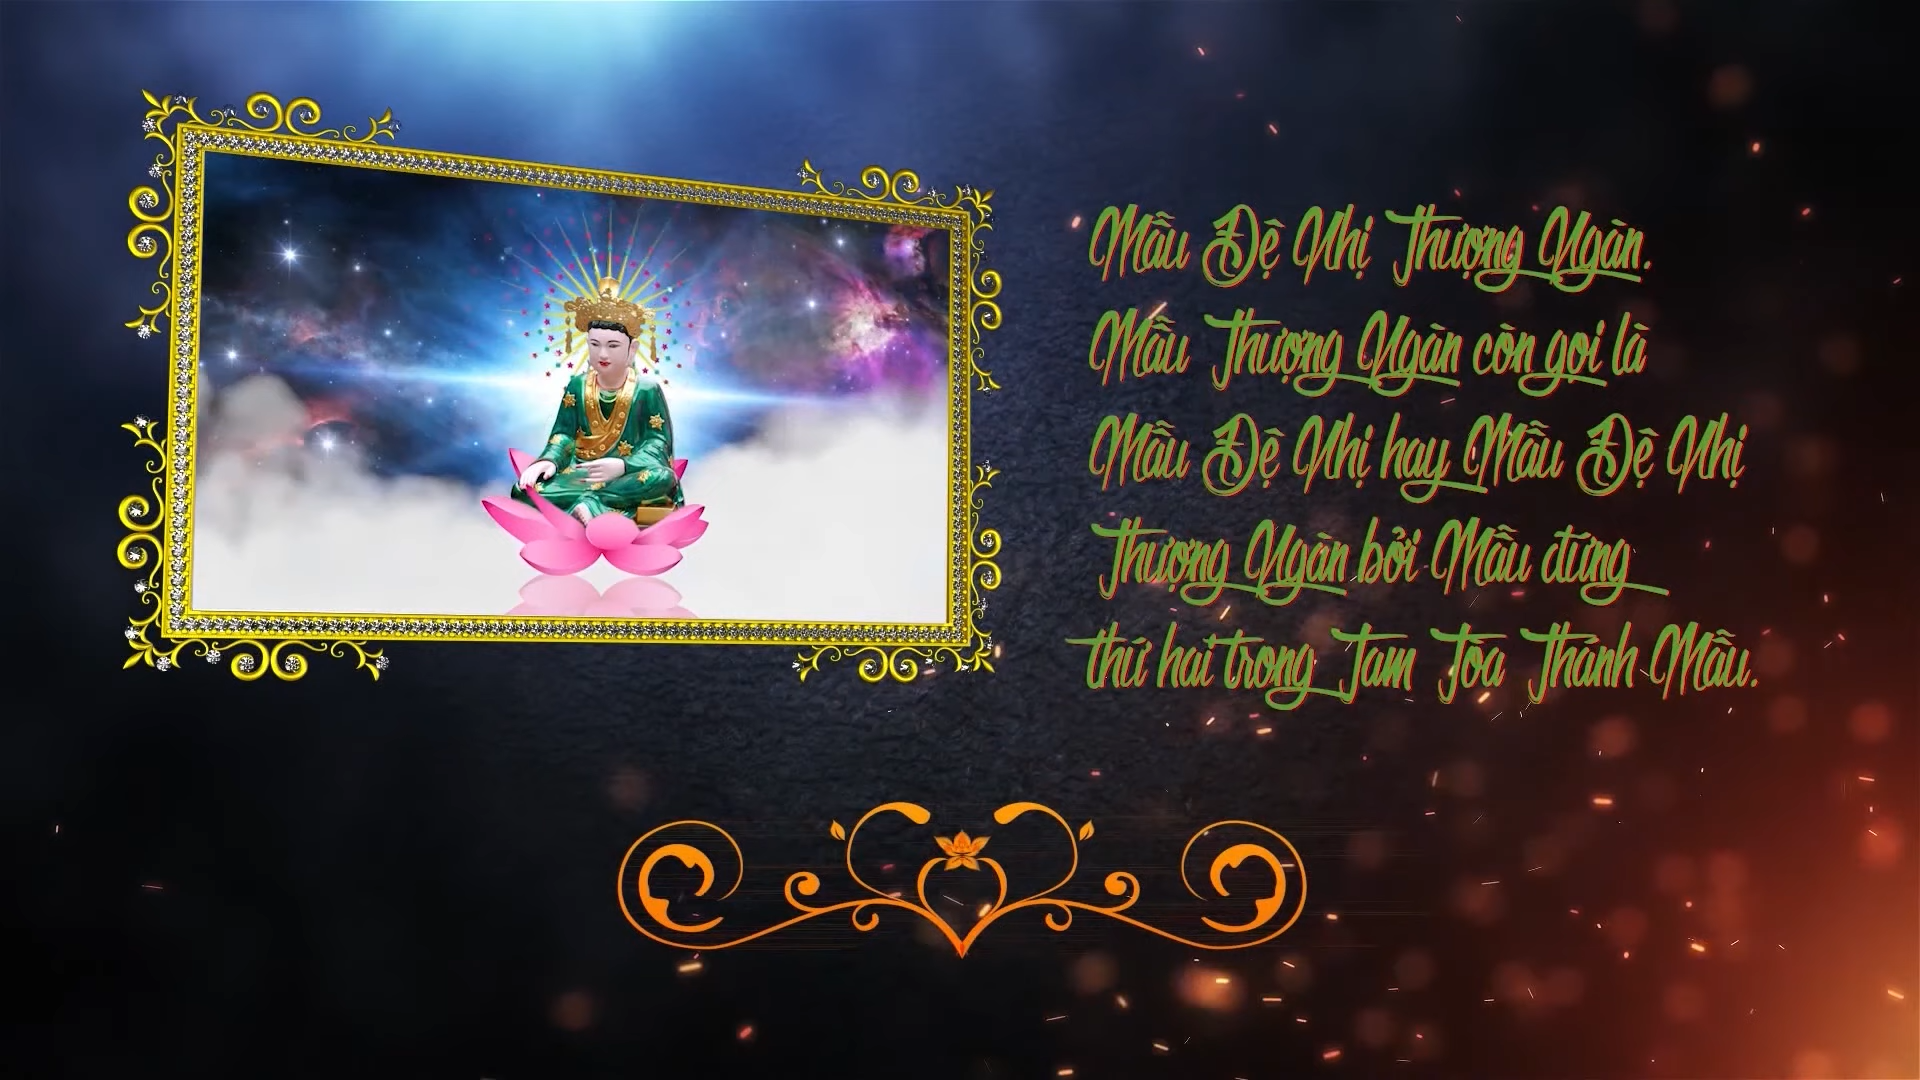 Mẫu Đệ Nhị Thượng Ngàn.
Mẫu Thượng Ngàn còn gọi là
Mẫu Đệ Nhị hay Mẫu Đệ Nhị
Thượng Ngàn bởi Mẫu đứng
thứ hai trong Tam Tòa Thánh Mẫu.